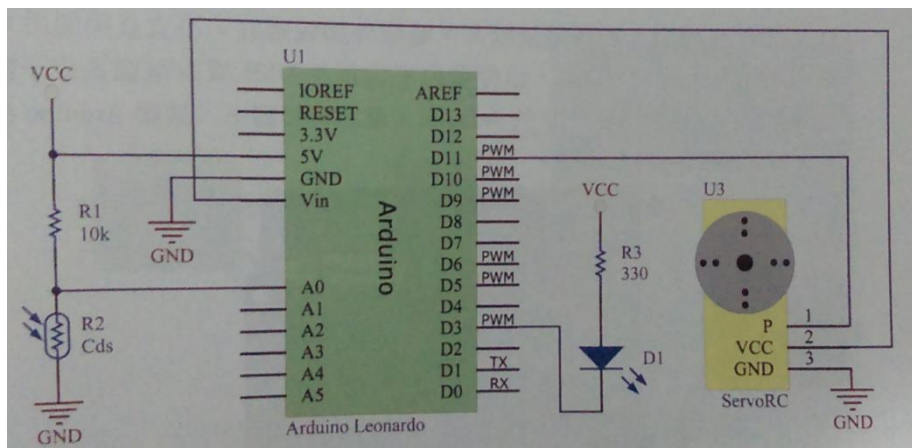 U1
VCC
IOREF
RESET
3.3V
5V
GND
Vin
A0
A1
A2
A3
A4
A5
Arduino
AREF
D13
D12
D11
D10
D9
D8
D7
D6
D5
D4
D3
D2
D1
D0
PWM
PWM
PWM
PWM
PWM
PWM
TX
RX
Arduino Leonardo
R1
10k
GND
R2
Cds
GND
VCC
R3
330
D1
U3
P
VCC
GND
1
2
3
ServoRC
GND